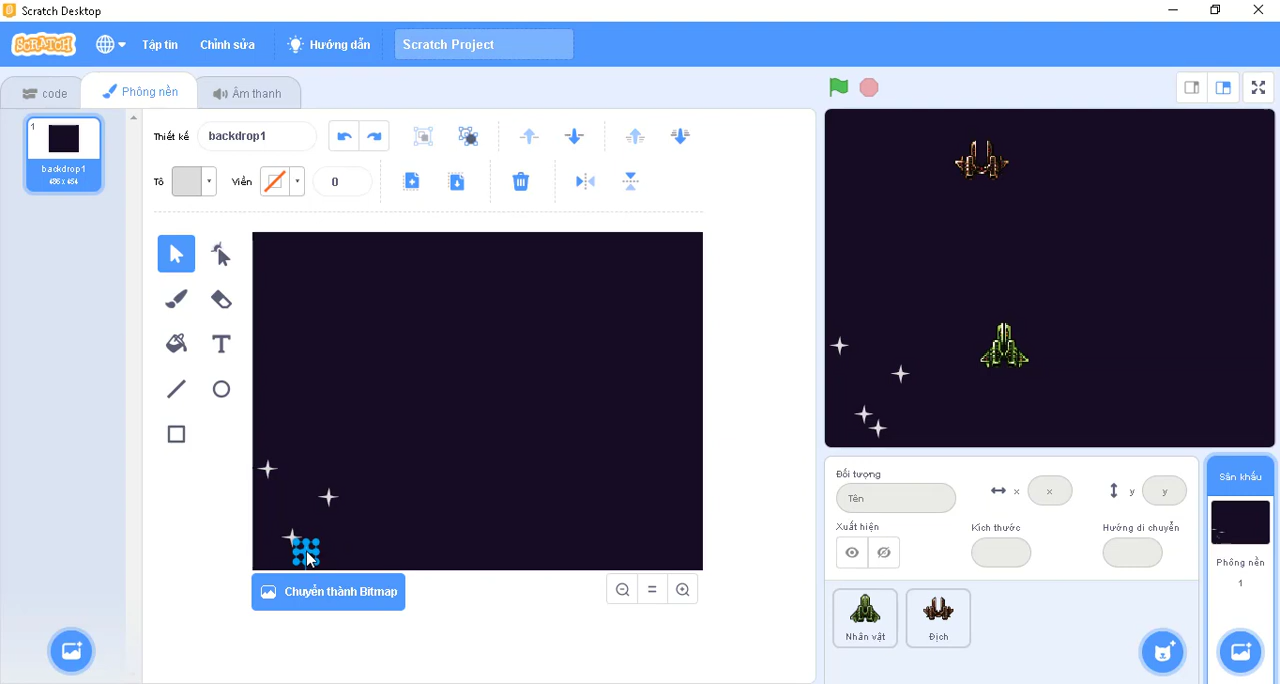 Scratch Desktop
SCRATCH
Tập tin
Chỉnh sửa
Hướng dẫn
Scratch Project
code
Phông nền
Âm thanh
1
backdrop1
Thiết kế
backdrop1
Tô
Viền
0
Chuyển thành Bitmap
Đối tượng
Tên
x
x
y
y
Xuất hiện
Kích thước
Hướng di chuyển
Nhân vật
Địch
Sân khấu
Phông nền
1